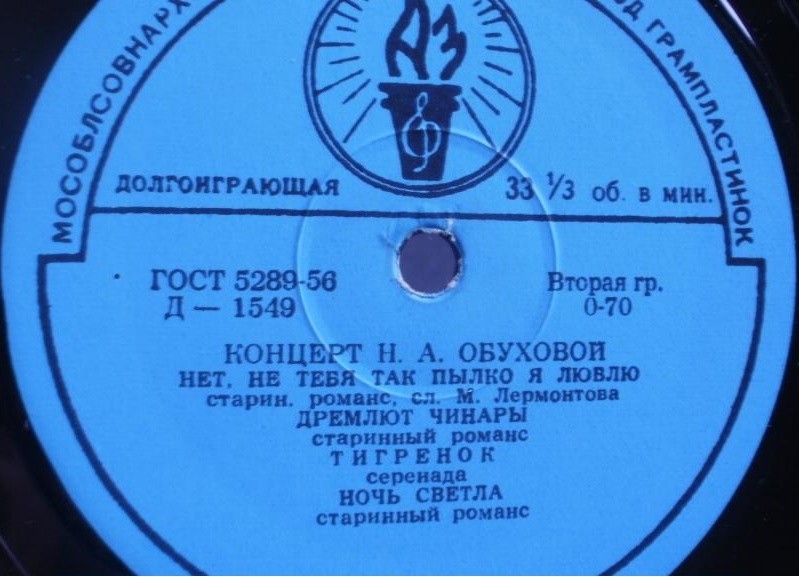 МОСОБЛСОВНАРХ
ГРАМПЛАСТИНОК
АЗ
ДОЛГОИГРАЮЩАЯ 33 1/3 об. в мин.
ГОСТ 5289-56 Вторая гр.
Д — 1549 0-70
КОНЦЕРТ Н. А. ОБУХОВОЙ
НЕТ, НЕ ТЕБЯ ТАК ПЫЛКО Я ЛЮБЛЮ
старин. романс, сл. М. Лермонтова
ДРЕМЛЮТ ЧИНАРЫ
старинный романс
ТИГРЕНОК
серенада
НОЧЬ СВЕТЛА
старинный романс